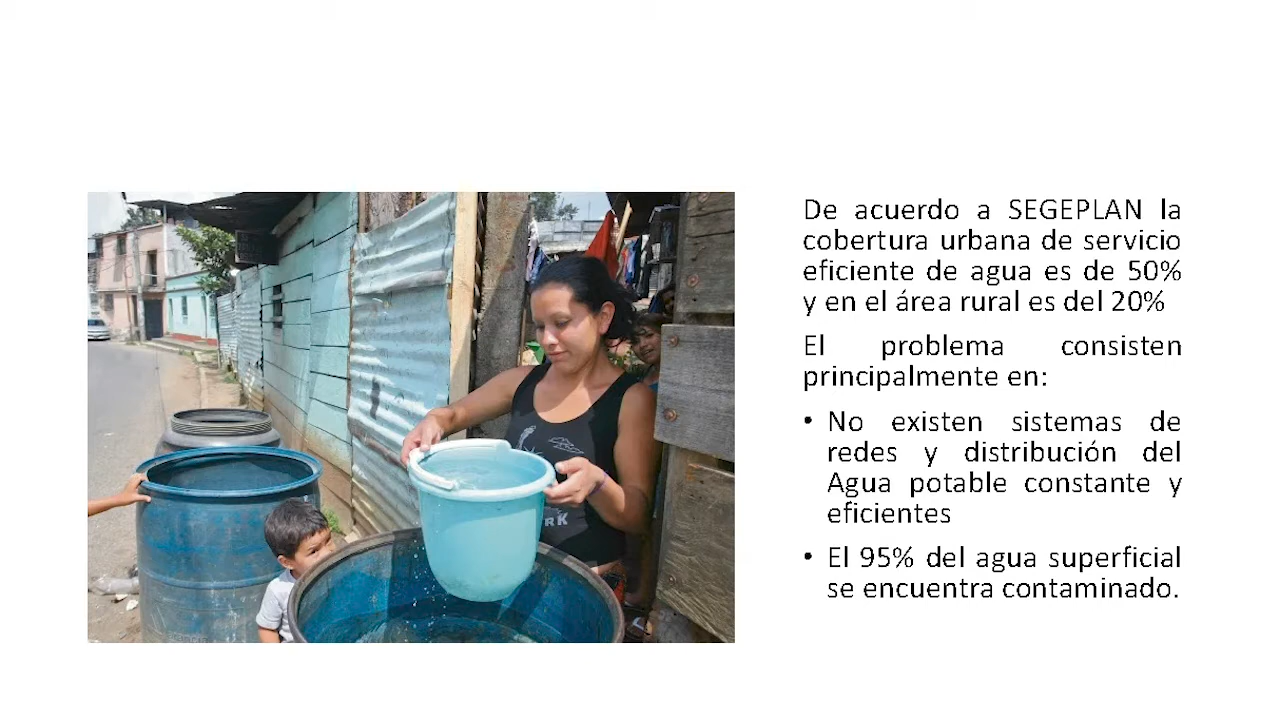 De acuerdo a SEGEPLAN la
cobertura urbana de servicio
eficiente de agua es de 50%
y en el área rural es del 20%
El problema consisten
principalmente en:
• No existen sistemas de
redes y distribución del
Agua potable constante y
eficientes
• El 95% del agua superficial
se encuentra contaminado.